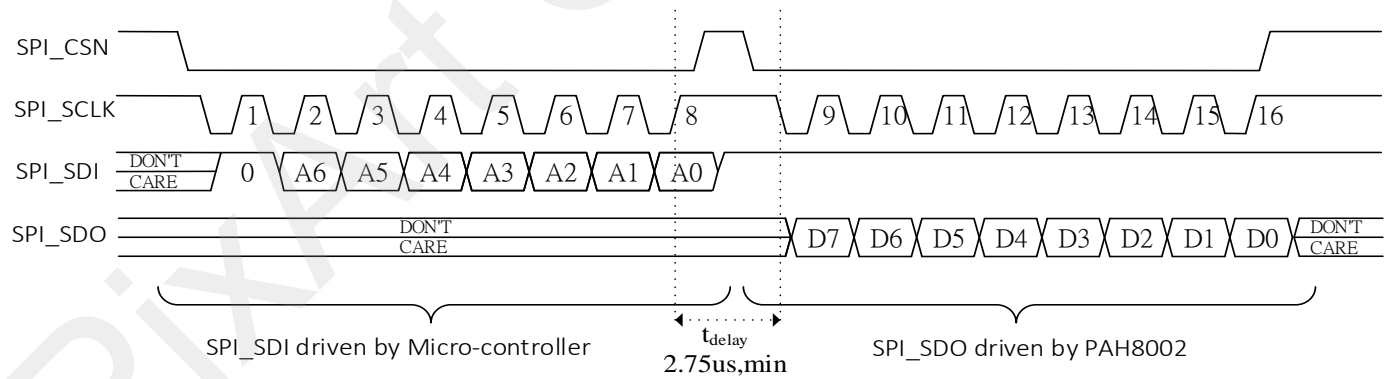 SPI_CSN
SPI_SCLK 1 2 3 4 5 6 7 8 9 10 11 12 13 14 15 16
SPI_SDI DON'T CARE 0 A6 A5 A4 A3 A2 A1 A0
SPI_SDO DON'T CARE D7 D6 D5 D4 D3 D2 D1 D0 DON'T CARE
SPI_SDI driven by Micro-controller
tdelay
2.75us,min
SPI_SDO driven by PAH8002
PixArt